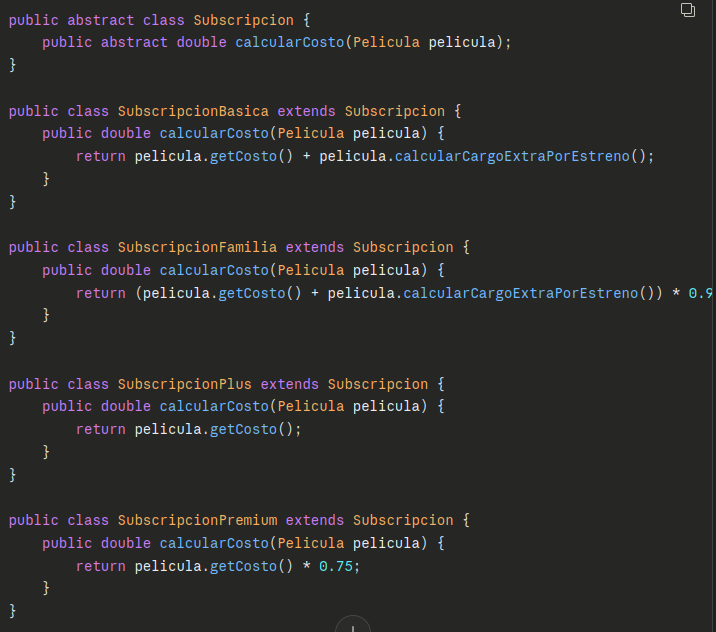 public abstract class Subscripcion {
    public abstract double calcularCosto(Pelicula pelicula);
}
public class SubscripcionBasica extends Subscripcion {
    public double calcularCosto(Pelicula pelicula) {
        return pelicula.getCosto() + pelicula.calcularCargoExtraPorEstreno();
    }
}
public class SubscripcionFamilia extends Subscripcion {
    public double calcularCosto(Pelicula pelicula) {
        return (pelicula.getCosto() + pelicula.calcularCargoExtraPorEstreno()) * 0.9
    }
}
public class SubscripcionPlus extends Subscripcion {
    public double calcularCosto(Pelicula pelicula) {
        return pelicula.getCosto();
    }
}
public class SubscripcionPremium extends Subscripcion {
    public double calcularCosto(Pelicula pelicula) {
        return pelicula.getCosto() * 0.75;
    }
}